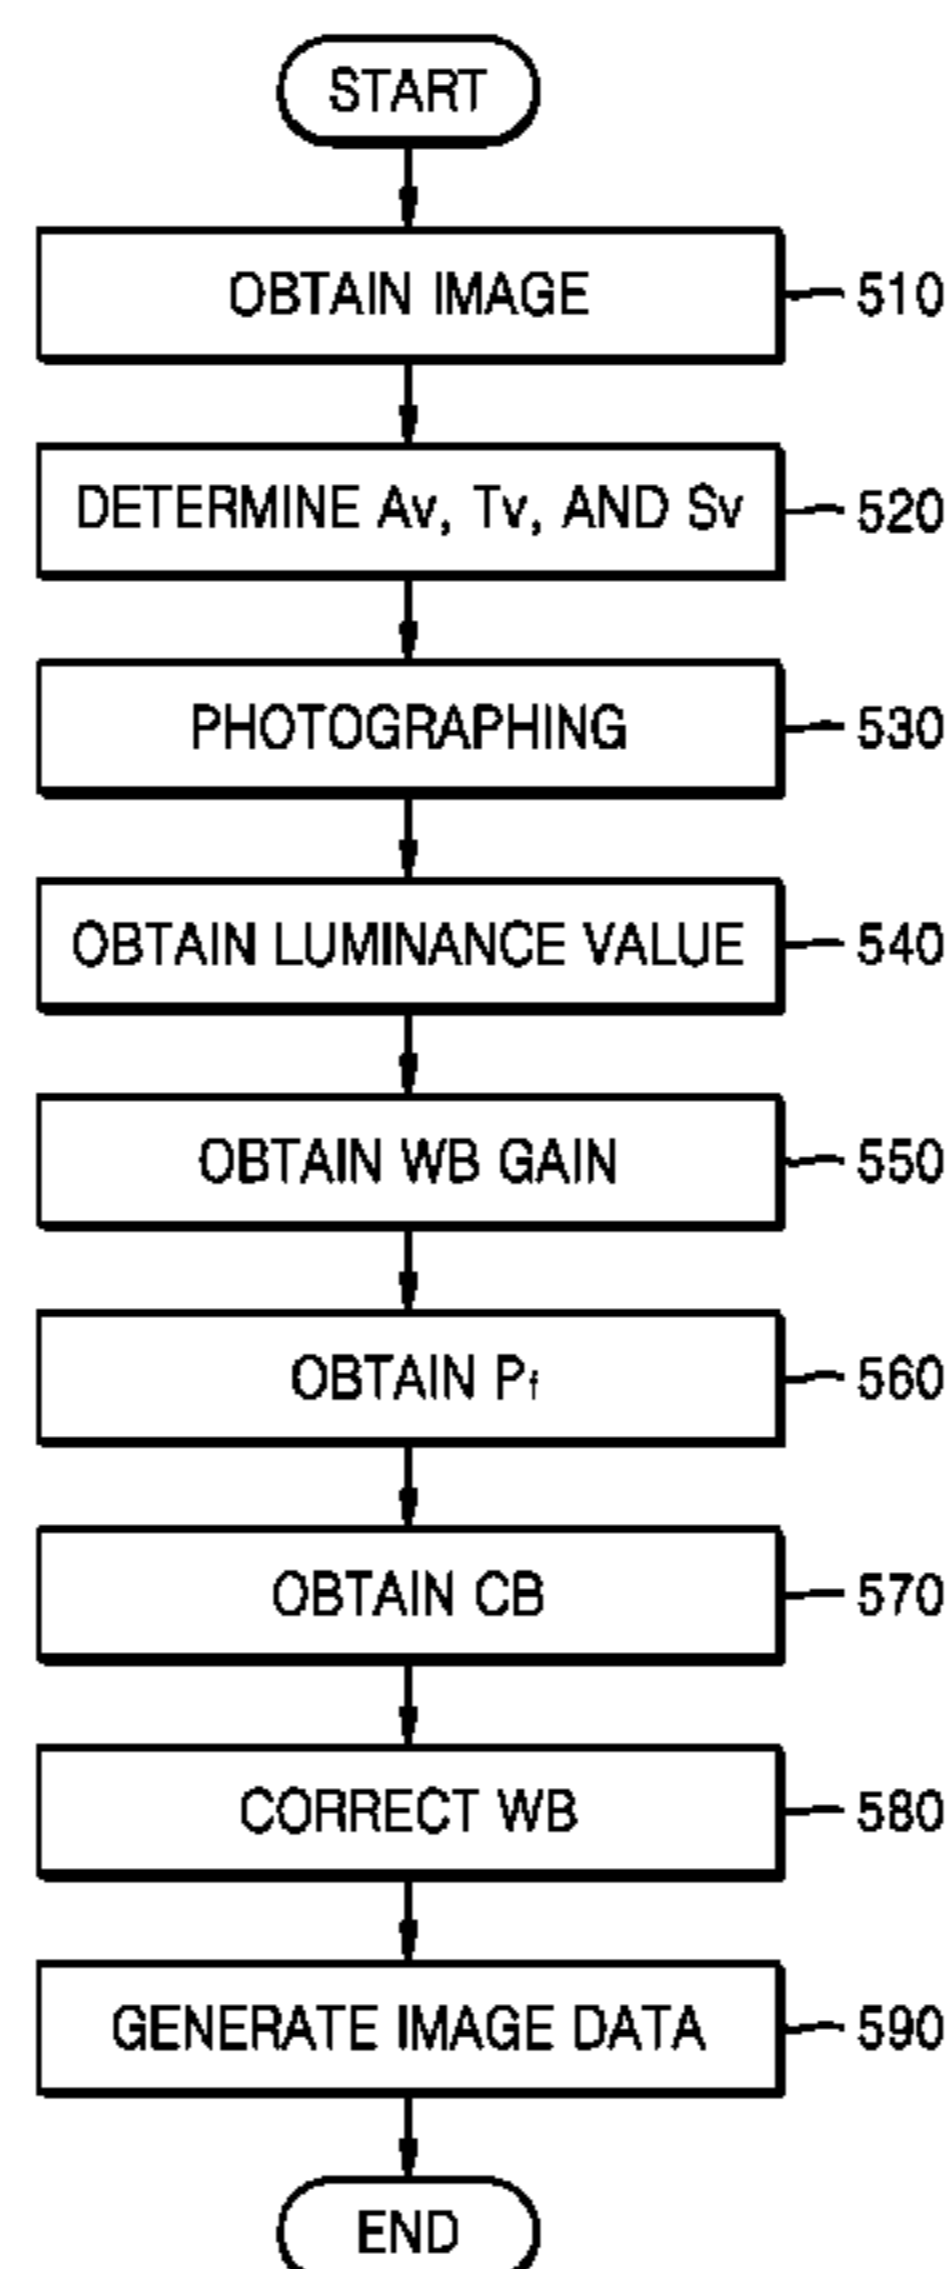 START
OBTAIN IMAGE 510
DETERMINE Av, Tv, AND Sv 520
PHOTOGRAPHING 530
OBTAIN LUMINANCE VALUE 540
OBTAIN WB GAIN 550
OBTAIN Pf 560
OBTAIN CB 570
CORRECT WB 580
GENERATE IMAGE DATA 590
END